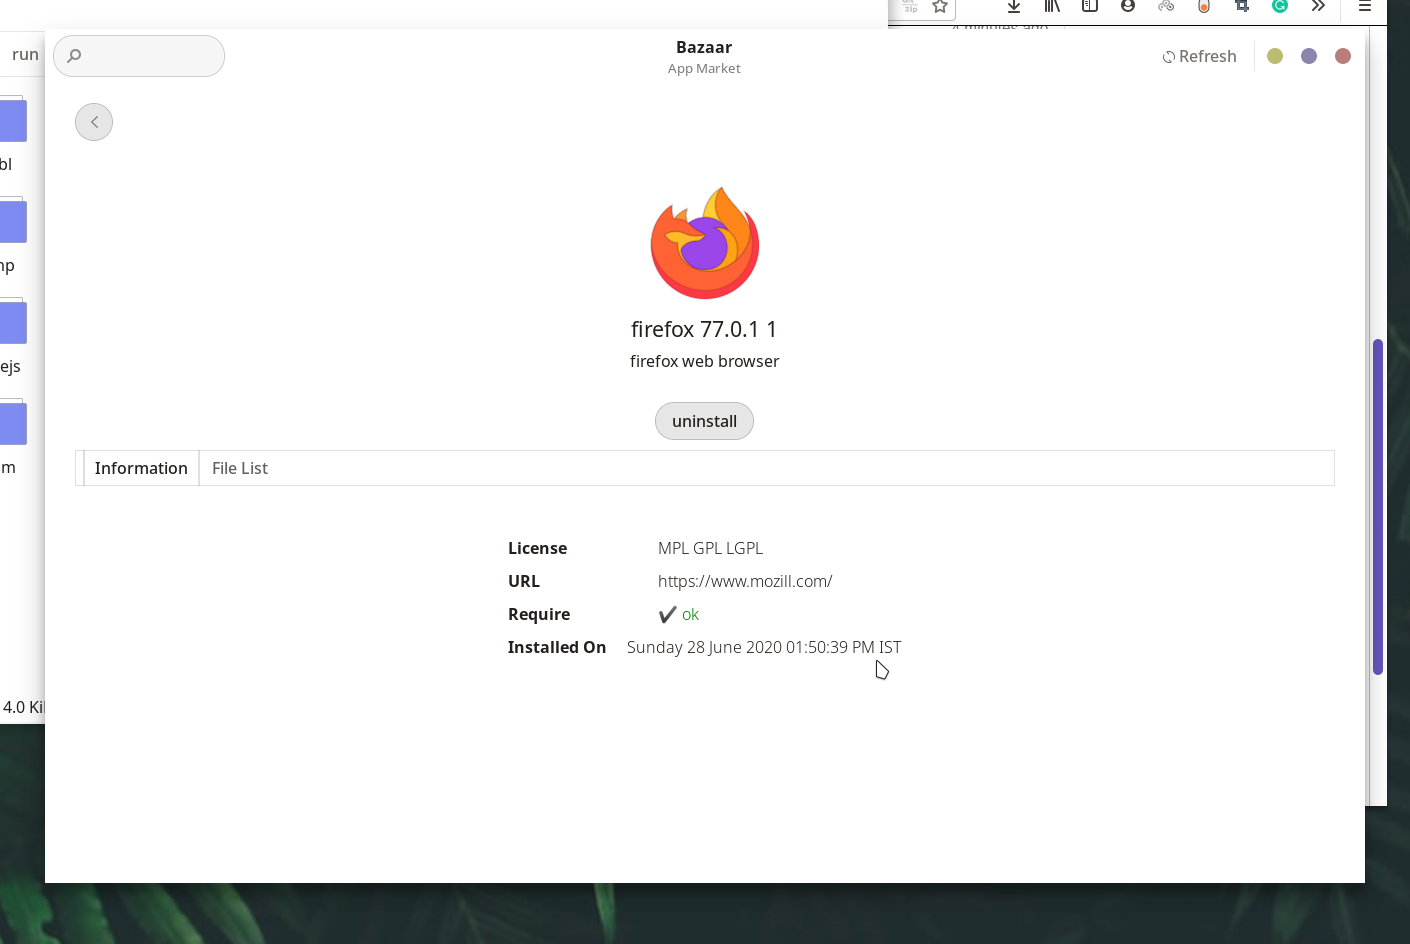 run
Bazaar
App Market
Refresh
bl
np
ejs
m
4.0 Ki
firefox 77.0.1 1
firefox web browser
uninstall
Information File List
License MPL GPL LGPL
URL https://www.mozill.com/
Require ✔ ok
Installed On Sunday 28 June 2020 01:50:39 PM IST